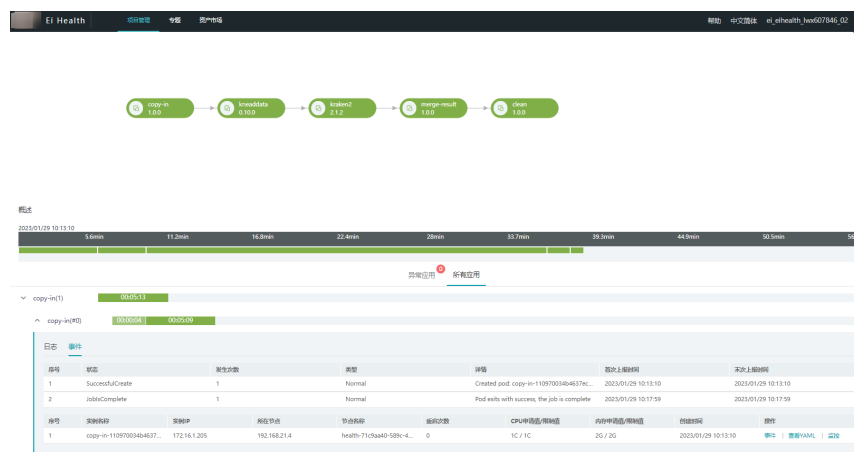 Ei Health 项目管理 专题 资产市场 帮助 中文简体 ei_eihealth_lwx607846_02
copy-in kneaddata kraken2 merge-result clean
1.0.0 0.10.0 2.1.2 1.0.0 1.0.0
概述
2023/01/29 10:13:10
5.6min 11.2min 16.8min 22.4min 28min 33.7min 39.3min 44.9min 50.5min 56
异常应用 0 所有应用
copy-in(1) 00:05:13
copy-in(#0) 00:00:04 00:05:09
日志 事件
序号 状态 发生次数 类型 详情 首次上报时间 末次上报时间
1 SuccessfulCreate 1 Normal Created pod: copy-in-110970034b4637ec... 2023/01/29 10:13:10 2023/01/29 10:13:10
2 JobIsComplete 1 Normal Pod exits with success, the job is complete 2023/01/29 10:17:59 2023/01/29 10:17:59
序号 实例名称 实例IP 所在节点 节点名称 重启次数 CPU申请值/限制值 内存申请值/限制值 创建时间 操作
1 copy-in-110970034b4637... 172.16.1.205 192.168.21.4 health-71c9aa40-589c-4... 0 1C / 1C 2G / 2G 2023/01/29 10:13:10 事件 | 查看YAML | 监控